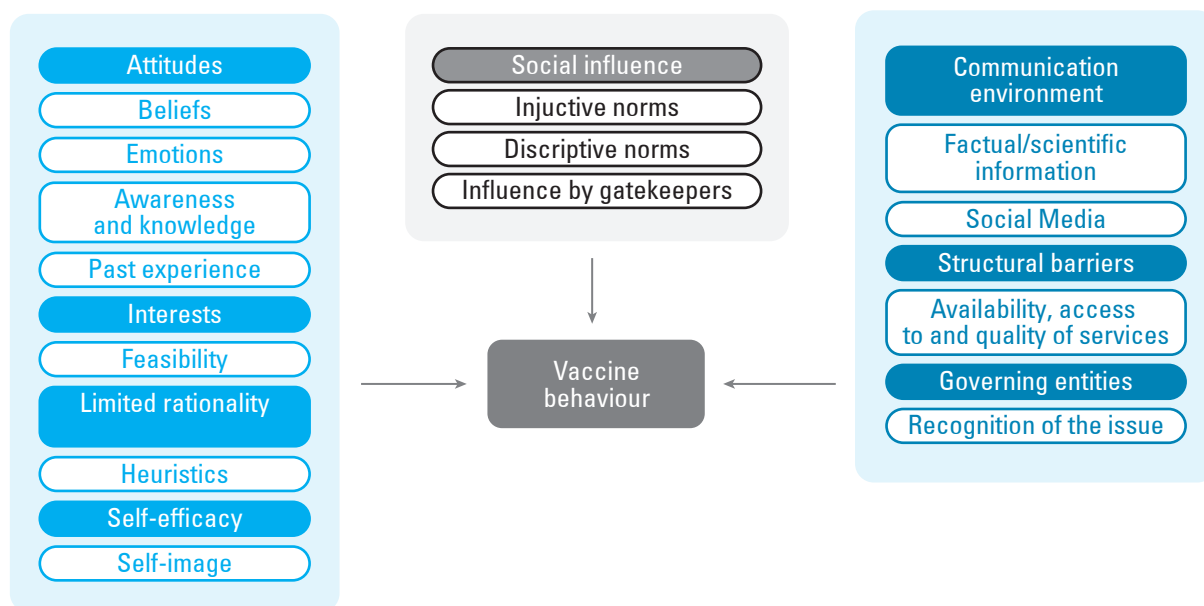 Attitudes
Beliefs
Emotions
Awareness
and knowledge
Past experience
Interests
Feasibility
Limited rationality
Heuristics
Self-efficacy
Self-image
Social influence
Injuctive norms
Discriptive norms
Influence by gatekeepers
Vaccine
behaviour
Communication
environment
Factual/scientific
information
Social Media
Structural barriers
Availability, access
to and quality of services
Governing entities
Recognition of the issue